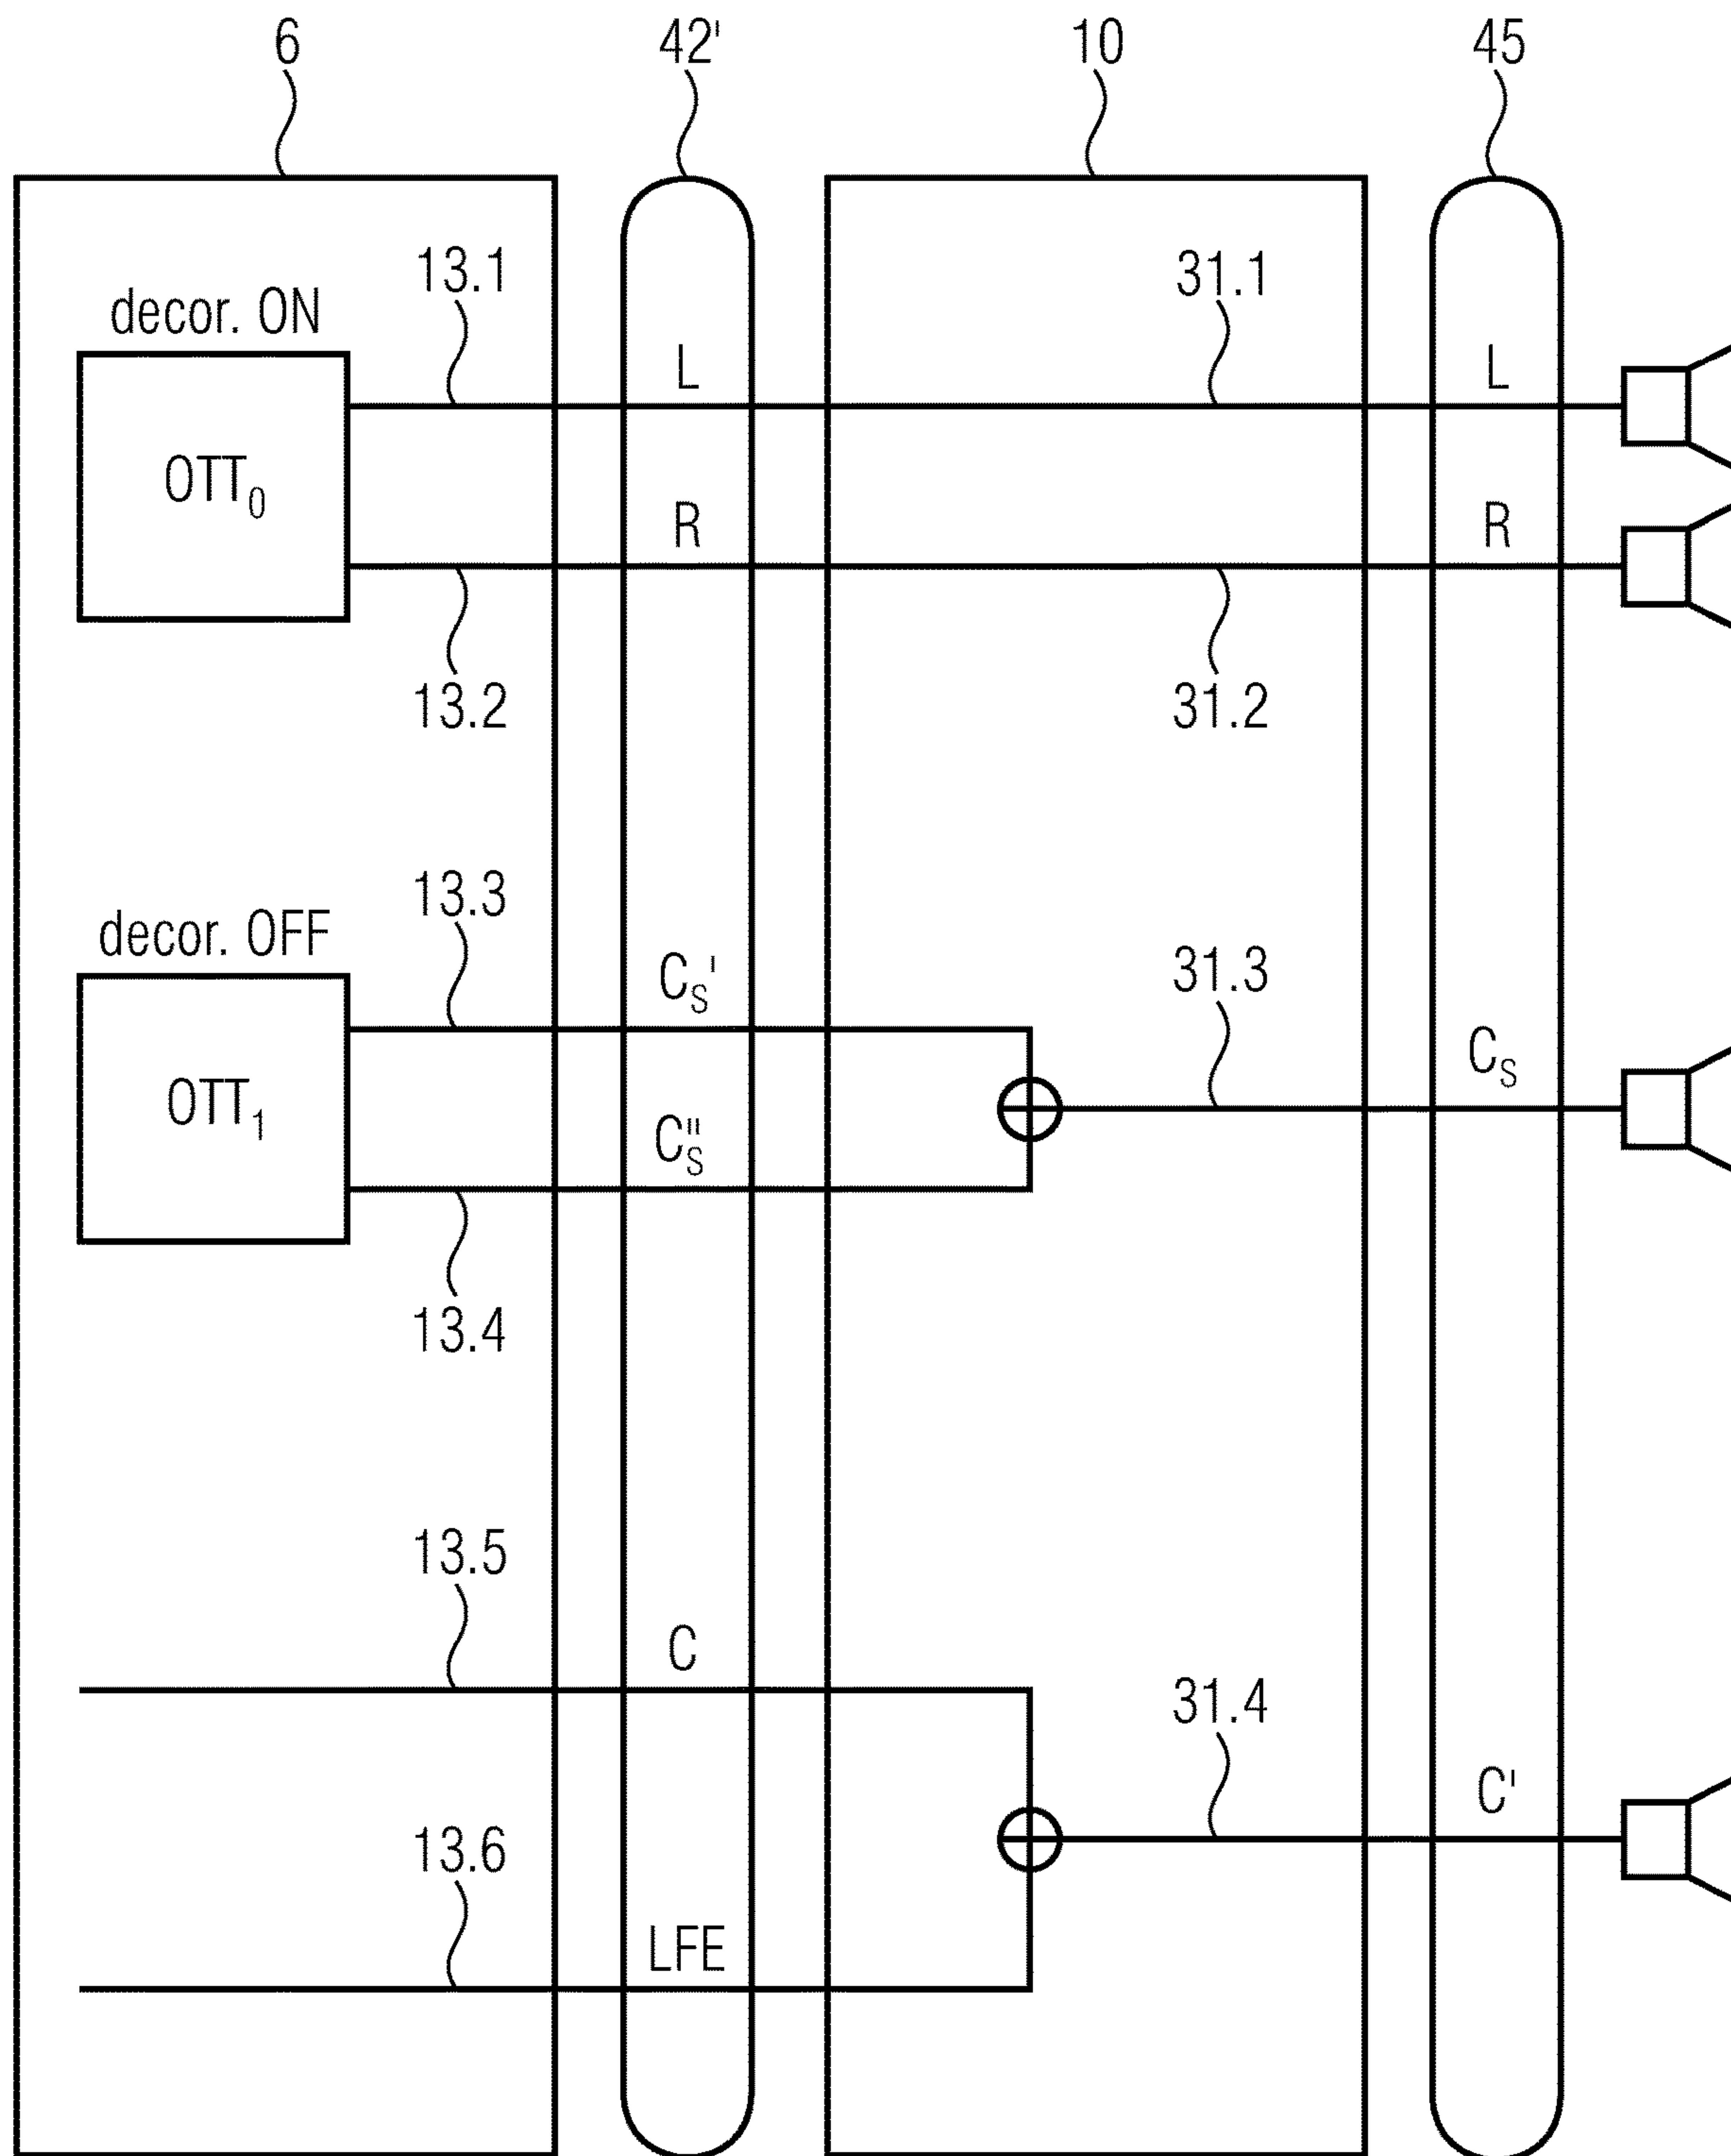 6 42' 10 45
13.1 31.1
decor. ON
L L
OTT₀
R R
13.2 31.2
13.3
decor. OFF
31.3
Cₛ'
Cₛ
OTT₁
Cₛ"
13.4
13.5
C
31.4
C'
13.6
LFE